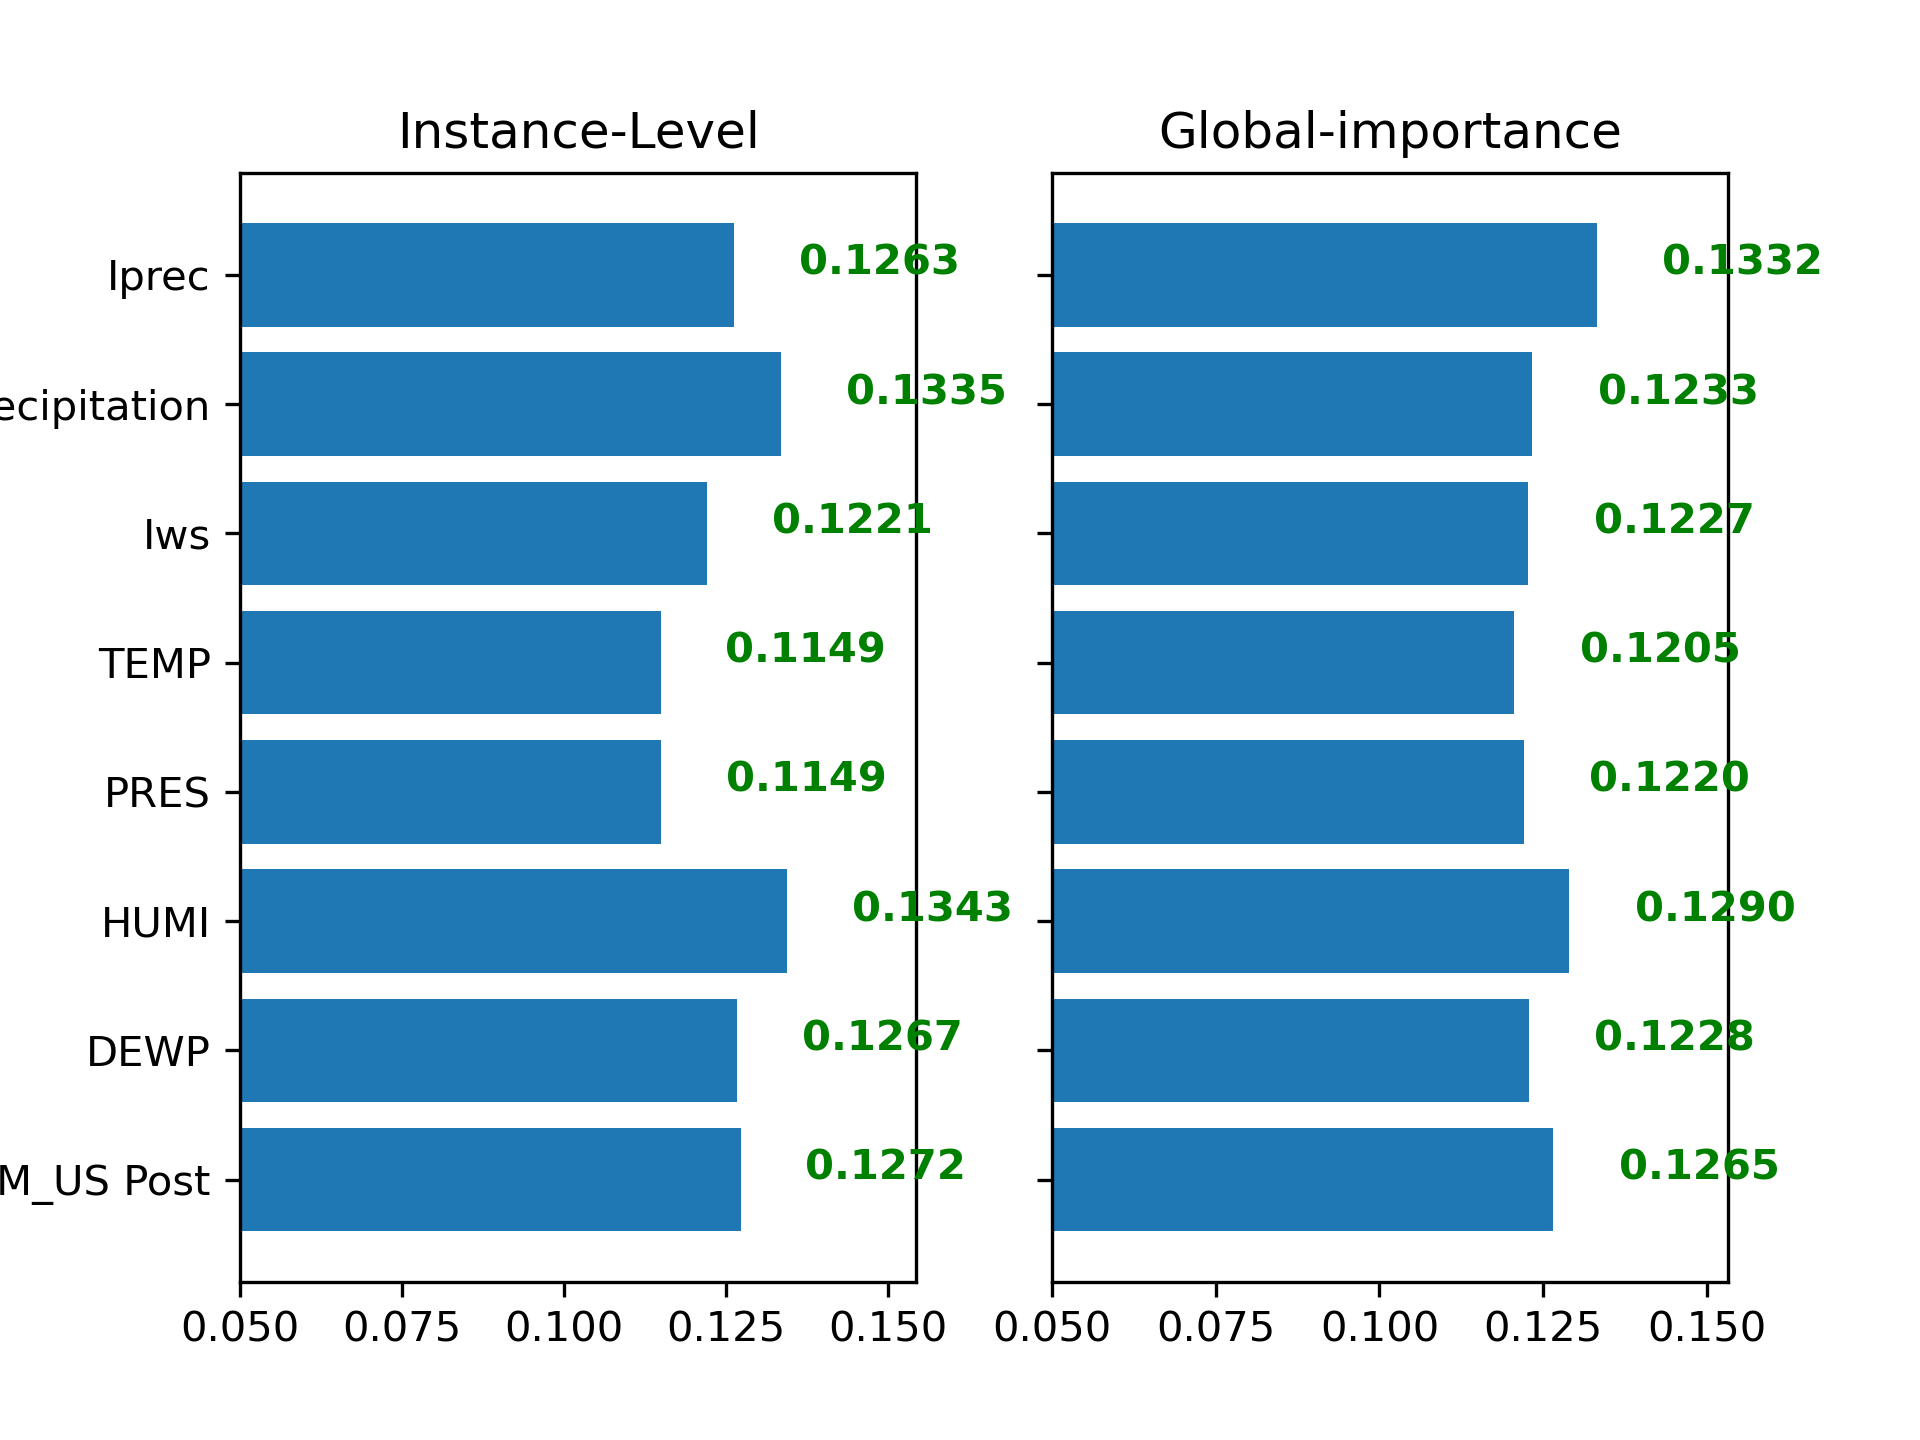 Instance-Level Global-importance
Iprec 0.1263 0.1332
ecipitation 0.1335 0.1233
Iws 0.1221 0.1227
TEMP 0.1149 0.1205
PRES 0.1149 0.1220
HUMI 0.1343 0.1290
DEWP 0.1267 0.1228
M_US Post 0.1272 0.1265
0.050 0.075 0.100 0.125 0.150 0.050 0.075 0.100 0.125 0.150